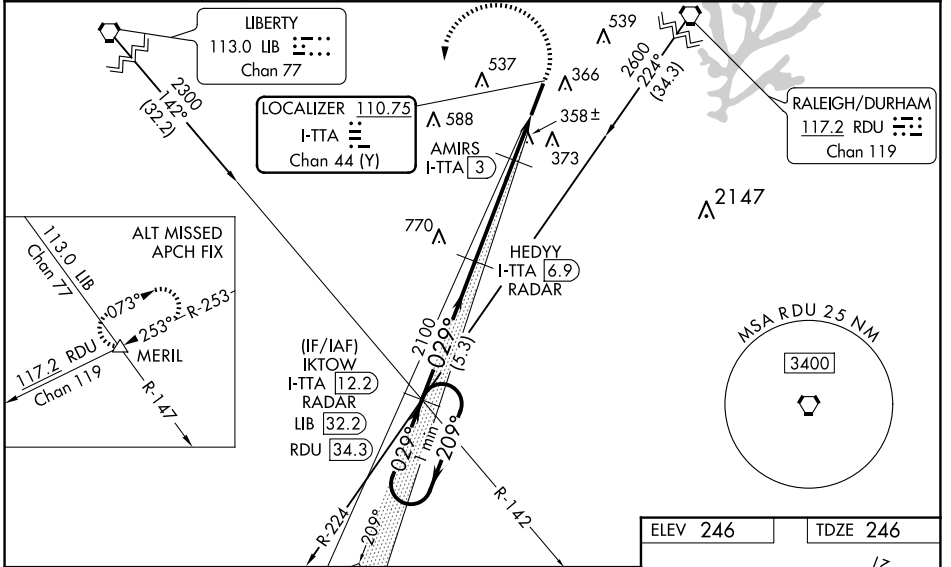 LIBERTY
113.0 LIB
Chan 77
2300
142°
(32.2)
LOCALIZER 110.75
I-TTA
Chan 44 (Y)
537
588
539
366
358±
373
AMIRS
I-TTA 3
770
2600
224°
(34.3)
RALEIGH/DURHAM
117.2 RDU
Chan 119
2147
HEDYY
I-TTA 6.9
RADAR
2100
029°
(5.3)
ALT MISSED
APCH FIX
113.0 LIB
Chan 77
073°
253°
R-253
MERIL
117.2 RDU
Chan 119
R-147
(IF/IAF)
IKTOW
I-TTA 12.2
RADAR
LIB 32.2
RDU 34.3
029°
1 min
209°
R-224
209°
R-142
MSA RDU 25 NM
3400
ELEV 246
TDZE 246